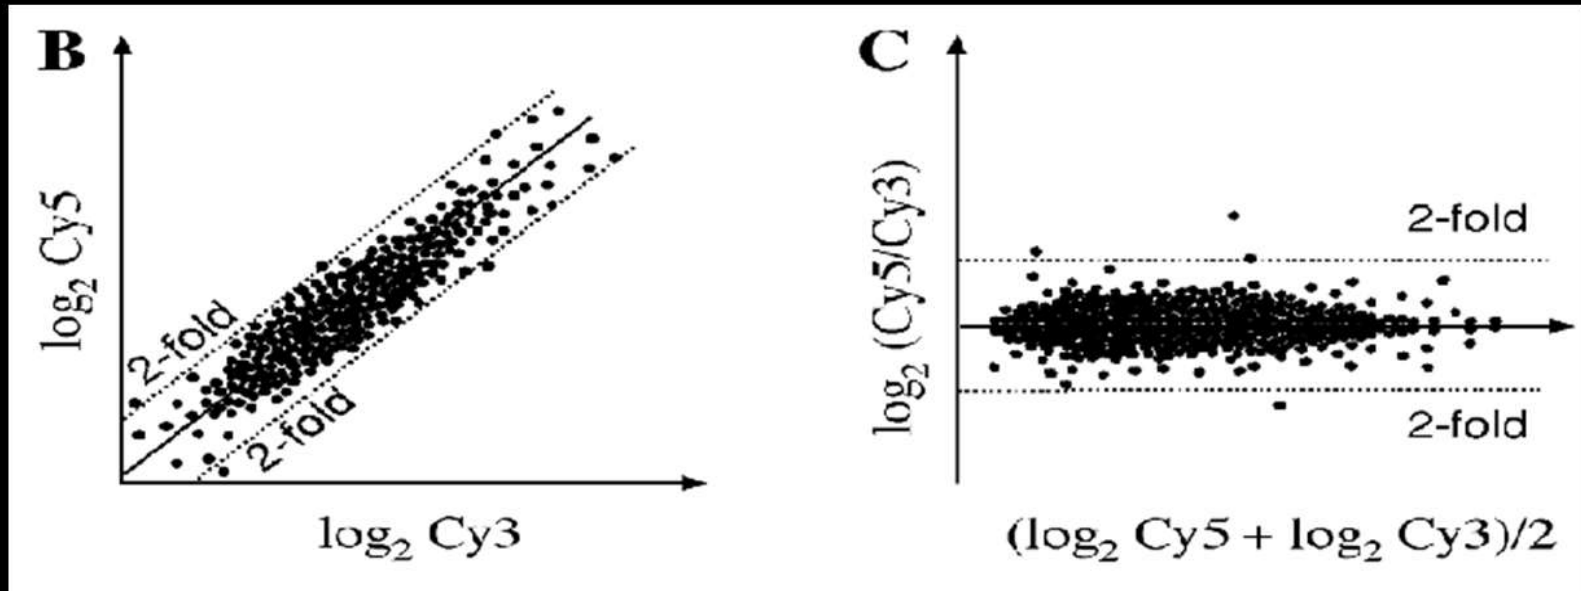 B
log₂ Cy5
2-fold
2-fold
log₂ Cy3
C
log₂ (Cy5/Cy3)
2-fold
2-fold
(log₂ Cy5 + log₂ Cy3)/2